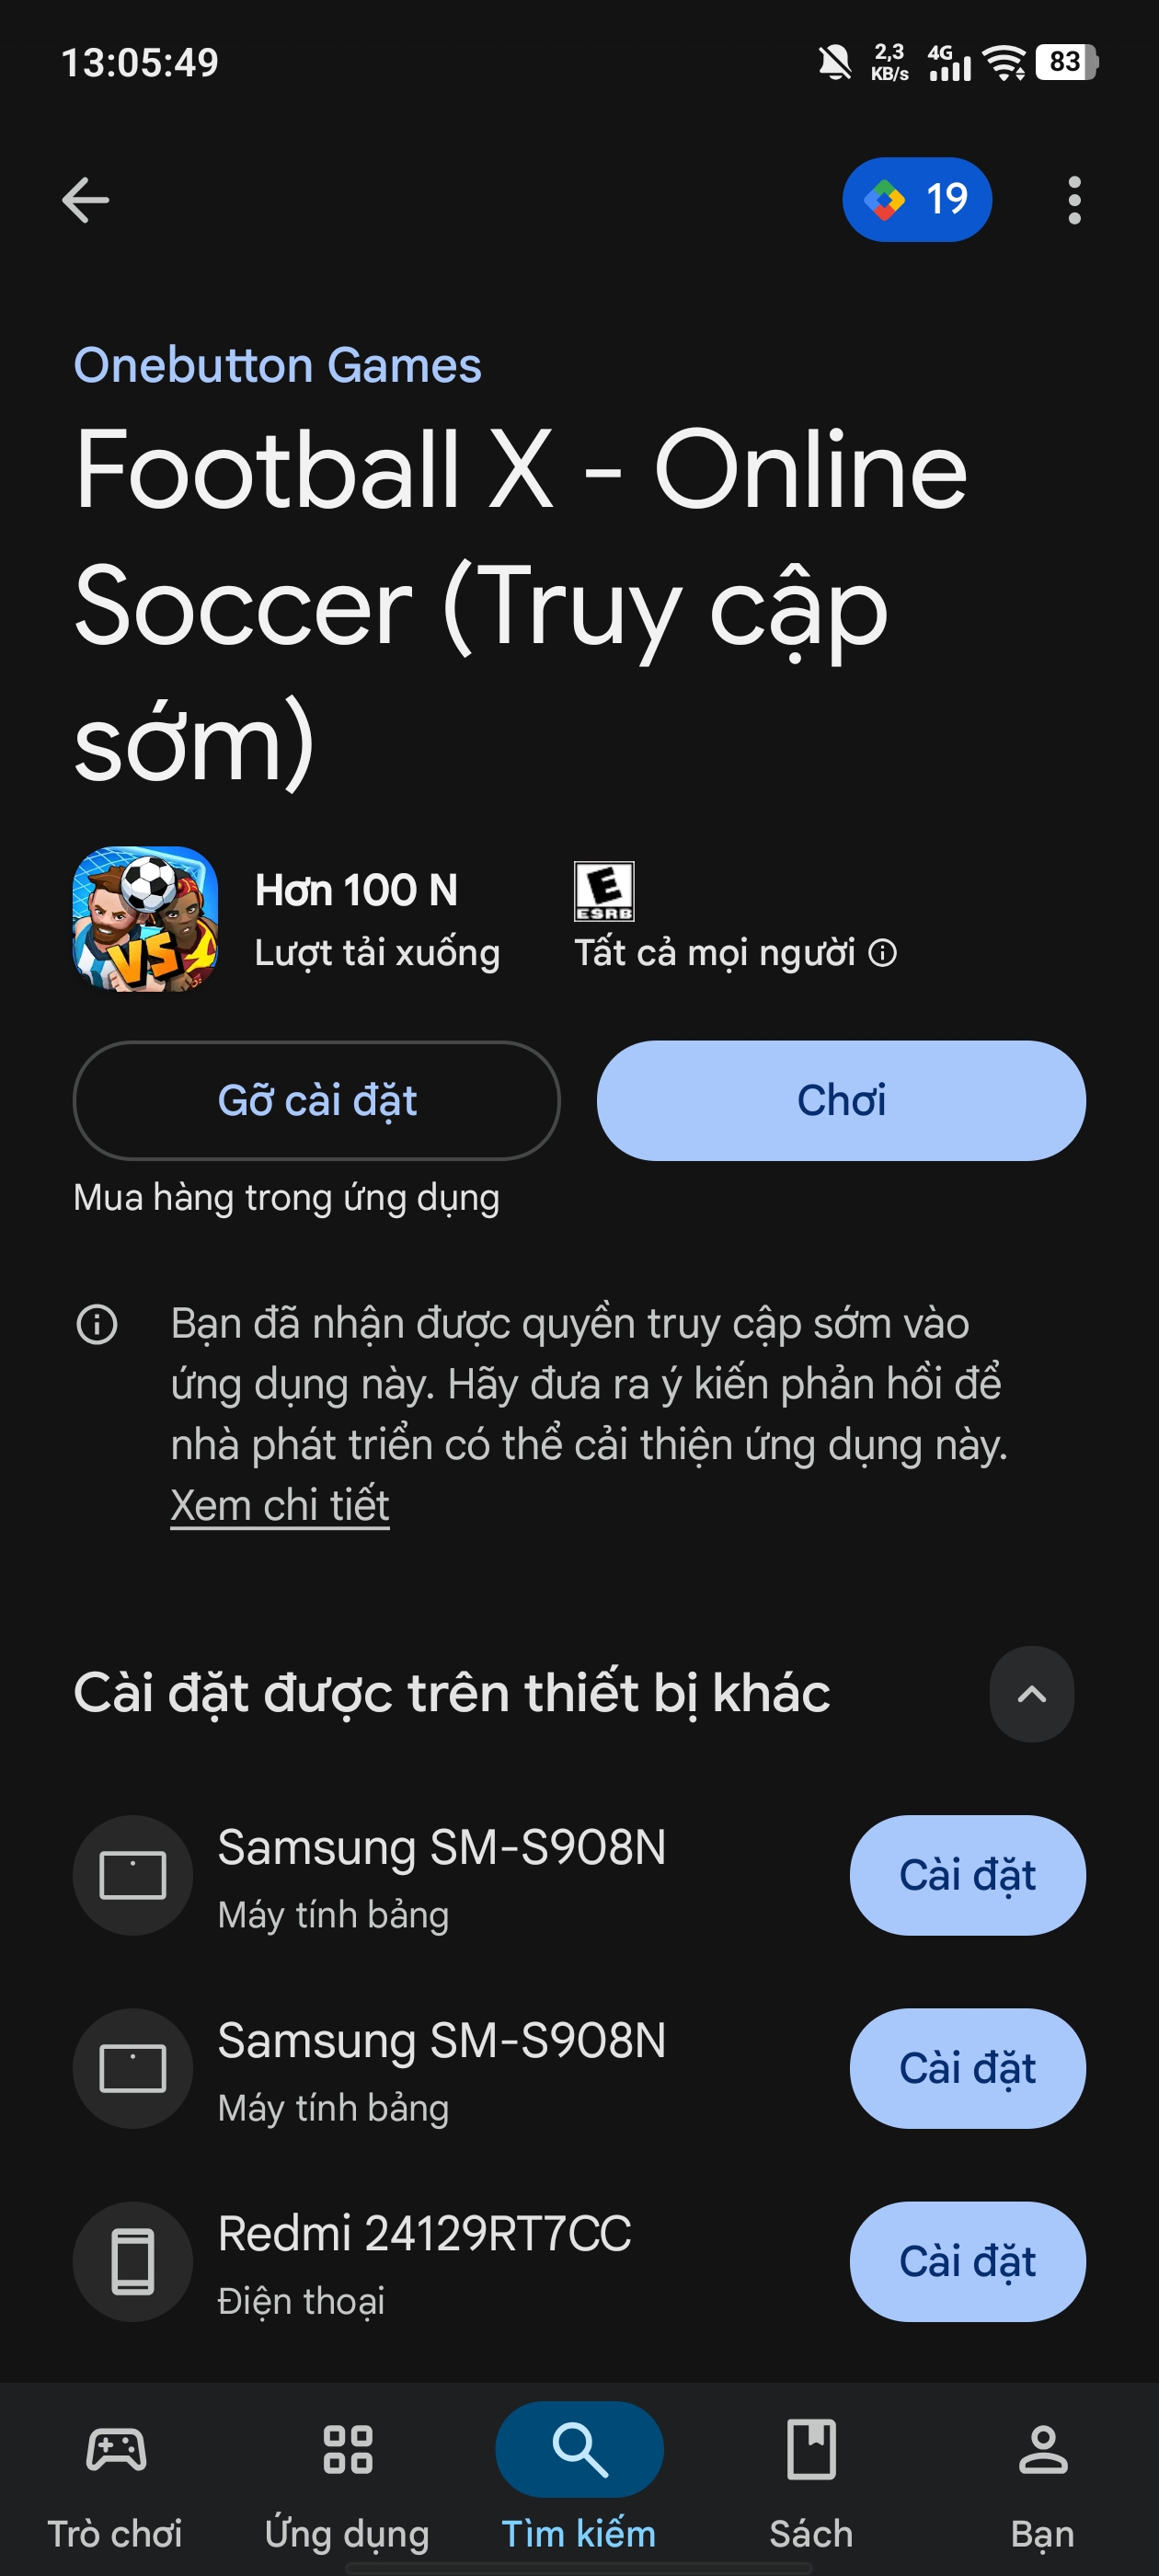 13:05:49
2,3
KB/s
4G
83
19
Onebutton Games
Football X - Online
Soccer (Truy cập
sớm)
VS
Hơn 100 N
Lượt tải xuống
E
ESRB
Tất cả mọi người
Gỡ cài đặt
Chơi
Mua hàng trong ứng dụng
Bạn đã nhận được quyền truy cập sớm vào
ứng dụng này. Hãy đưa ra ý kiến phản hồi để
nhà phát triển có thể cải thiện ứng dụng này.
Xem chi tiết
Cài đặt được trên thiết bị khác
Samsung SM-S908N
Máy tính bảng
Cài đặt
Samsung SM-S908N
Máy tính bảng
Cài đặt
Redmi 24129RT7CC
Điện thoại
Cài đặt
Trò chơi
Ứng dụng
Tìm kiếm
Sách
Bạn